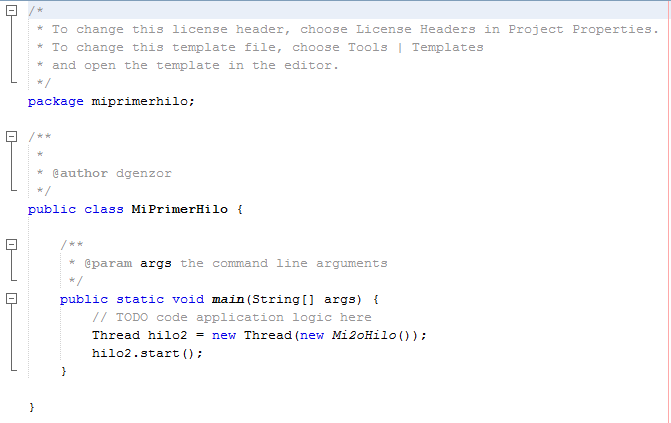 /*
 * To change this license header, choose License Headers in Project Properties.
 * To change this template file, choose Tools | Templates
 * and open the template in the editor.
 */
package miprimerhilo;
/**
 *
 * @author dgenzor
 */
public class MiPrimerHilo {
    /**
     * @param args the command line arguments
     */
    public static void main(String[] args) {
        // TODO code application logic here
        Thread hilo2 = new Thread(new Mi2oHilo());
        hilo2.start();
    }
}